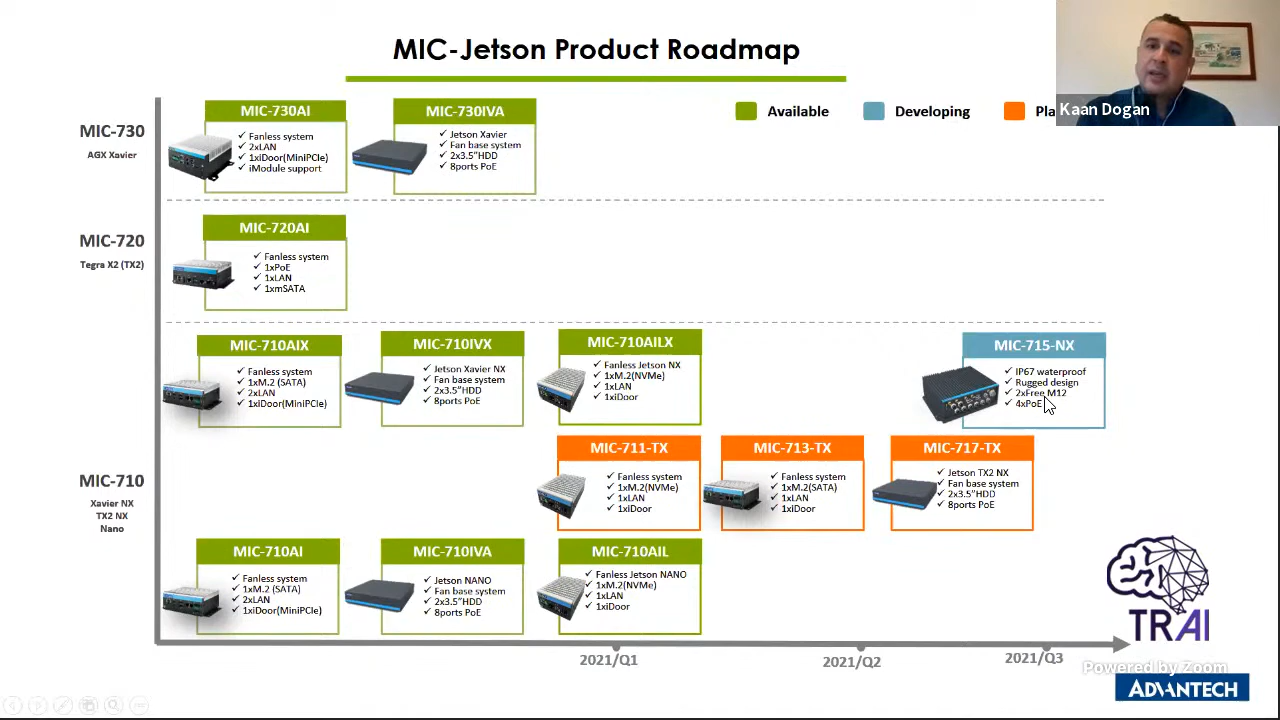 MIC-Jetson Product Roadmap
Kaan Dogan
Available
Developing
Pla
MIC-730
AGX Xavier
MIC-730AI
✓ Fanless system
✓ 2xLAN
✓ 1xiDoor(MiniPCIe)
✓ iModule support
MIC-730IVA
✓ Jetson Xavier
✓ Fan base system
✓ 2x3.5"HDD
✓ 8ports PoE
MIC-720
Tegra X2 (TX2)
MIC-720AI
✓ Fanless system
✓ 1xPoE
✓ 1xLAN
✓ 1xmSATA
MIC-710
Xavier NX
TX2 NX
Nano
MIC-710AIX
✓ Fanless system
✓ 1xM.2 (SATA)
✓ 2xLAN
✓ 1xiDoor(MiniPCIe)
MIC-710IVX
✓ Jetson Xavier NX
✓ Fan base system
✓ 2x3.5"HDD
✓ 8ports PoE
MIC-710AILX
✓ Fanless Jetson NX
✓ 1xM.2(NVMe)
✓ 1xLAN
✓ 1xiDoor
MIC-715-NX
✓ IP67 waterproof
✓ Rugged design
✓ 2xFree M12
✓ 4xPoE
MIC-711-TX
✓ Fanless system
✓ 1xM.2(NVMe)
✓ 1xLAN
✓ 1xiDoor
MIC-713-TX
✓ Fanless system
✓ 1xM.2(SATA)
✓ 1xLAN
✓ 1xiDoor
MIC-717-TX
✓ Jetson TX2 NX
✓ Fan base system
✓ 2x3.5"HDD
✓ 8ports PoE
MIC-710AI
✓ Fanless system
✓ 1xM.2 (SATA)
✓ 2xLAN
✓ 1xiDoor(MiniPCIe)
MIC-710IVA
✓ Jetson NANO
✓ Fan base system
✓ 2x3.5"HDD
✓ 8ports PoE
MIC-710AIL
✓ Fanless Jetson NANO
✓ 1xM.2(NVMe)
✓ 1xLAN
✓ 1xiDoor
2021/Q1
2021/Q2
2021/Q3
TRAI
Powered by Zoom
ADVANTECH